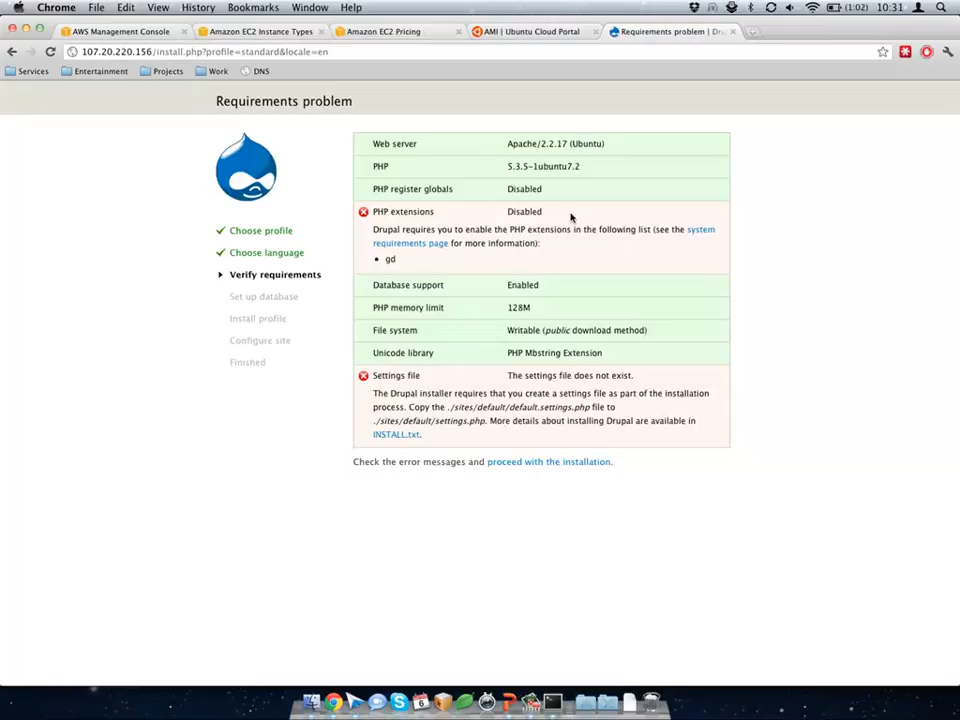 Chrome File Edit View History Bookmarks Window Help (1:02) 10:31
AWS Management Console Amazon EC2 Instance Types Amazon EC2 Pricing AMI | Ubuntu Cloud Portal Requirements problem | Dr
107.20.220.156/install.php?profile=standard&locale=en
Services Entertainment Projects Work DNS
Requirements problem
Web server Apache/2.2.17 (Ubuntu)
PHP 5.3.5-1ubuntu7.2
PHP register globals Disabled
PHP extensions Disabled
Drupal requires you to enable the PHP extensions in the following list (see the system
requirements page for more information):
• gd
Database support Enabled
PHP memory limit 128M
File system Writable (public download method)
Unicode library PHP Mbstring Extension
Settings file The settings file does not exist.
The Drupal installer requires that you create a settings file as part of the installation
process. Copy the ./sites/default/default.settings.php file to
./sites/default/settings.php. More details about installing Drupal are available in
INSTALL.txt.
Check the error messages and proceed with the installation.
Choose profile
Choose language
Verify requirements
Set up database
Install profile
Configure site
Finished